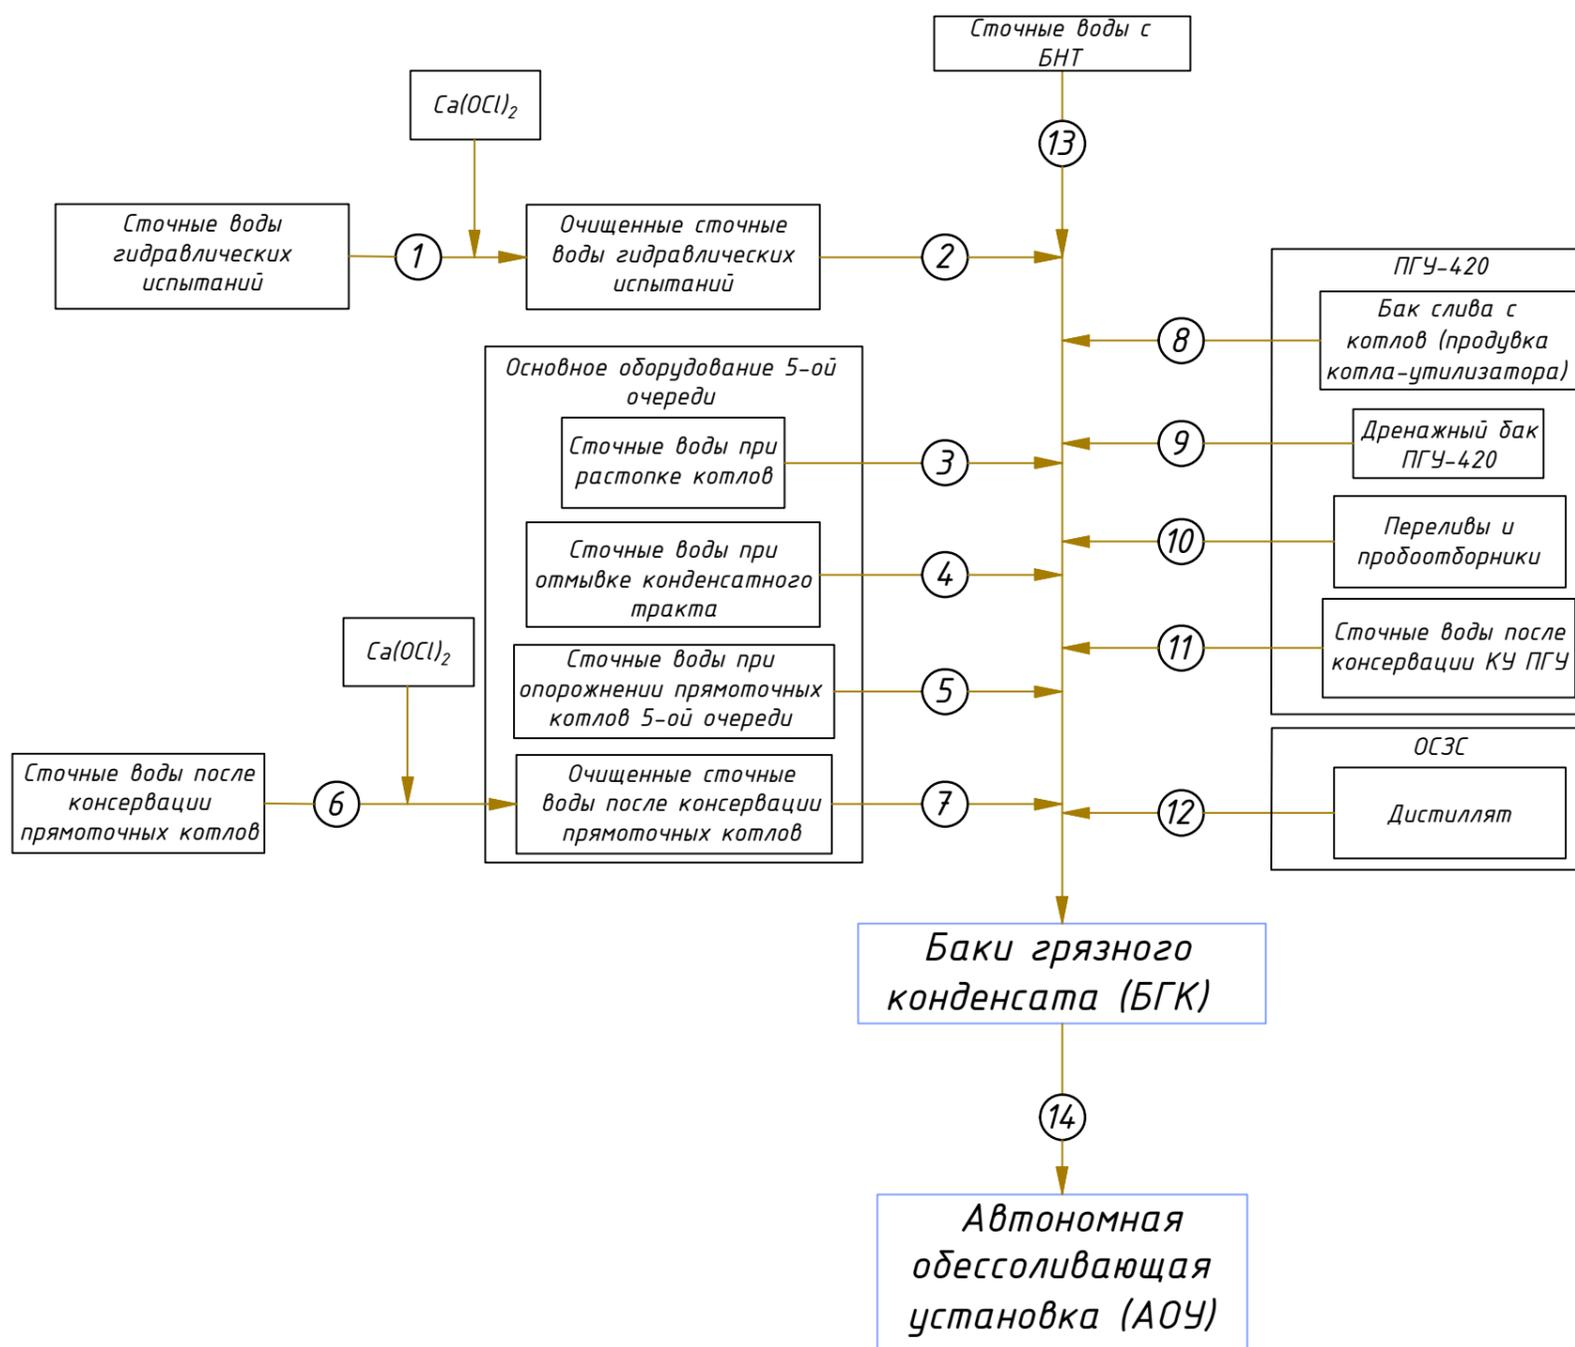 Сточные воды с
БНТ
Ca(OCl)₂
13
Сточные воды
гидравлических
испытаний
1
Очищенные сточные
воды гидравлических
испытаний
2
ПГУ-420
Бак слива с
котлов (продувка
котла-утилизатора)
8
Основное оборудование 5-ой
очереди
Сточные воды при
растопке котлов
3
9
Дренажный бак
ПГУ-420
Сточные воды при
отмывке конденсатного
тракта
4
10
Переливы и
пробоотборники
Ca(OCl)₂
Сточные воды при
опорожнении прямоточных
котлов 5-ой очереди
5
11
Сточные воды после
консервации КУ ПГУ
Сточные воды после
консервации
прямоточных котлов
6
Очищенные сточные
воды после консервации
прямоточных котлов
7
12
ОСЗС
Дистиллят
Баки грязного
конденсата (БГК)
14
Автономная
обессоливающая
установка (АОУ)